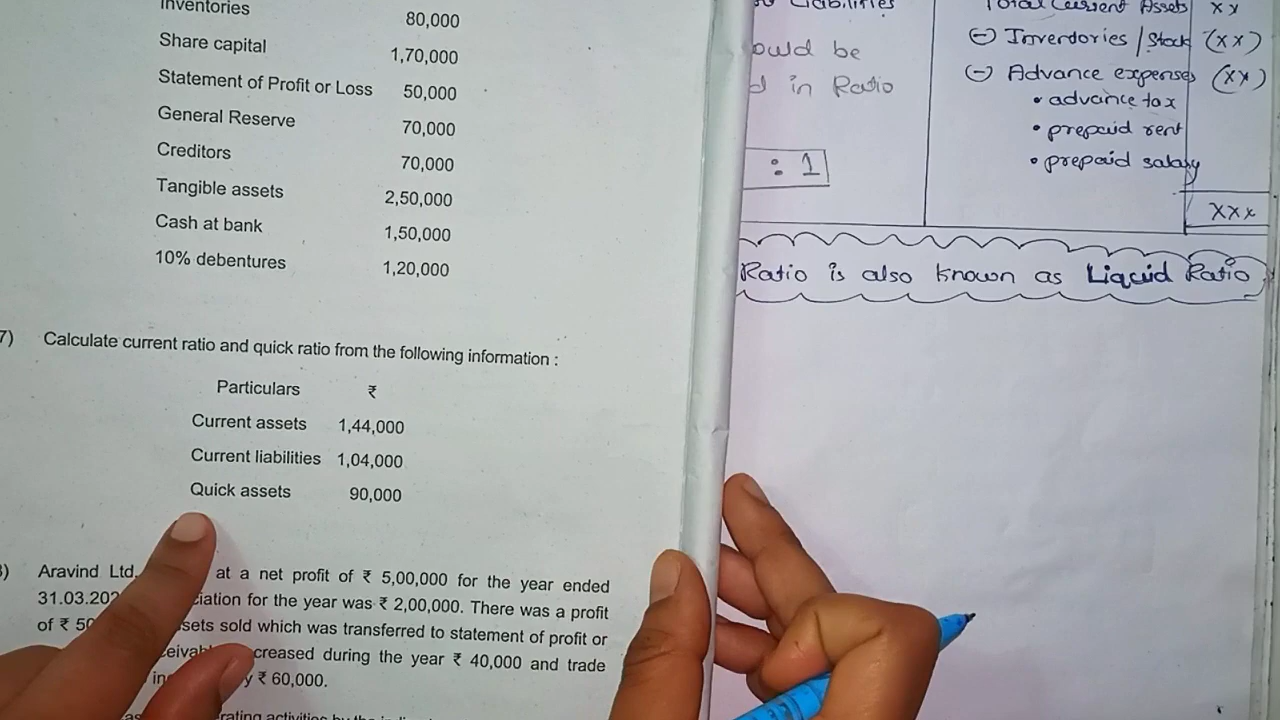 Inventories 80,000
Share capital 1,70,000
Statement of Profit or Loss 50,000
General Reserve 70,000
Creditors 70,000
Tangible assets 2,50,000
Cash at bank 1,50,000
10% debentures 1,20,000
7) Calculate current ratio and quick ratio from the following information :
Particulars ₹
Current assets 1,44,000
Current liabilities 1,04,000
Quick assets 90,000
Aravind Ltd. at a net profit of ₹ 5,00,000 for the year ended
31.03.202 ciation for the year was ₹ 2,00,000. There was a profit
of ₹ 50 sets sold which was transferred to statement of profit or
creased during the year ₹ 40,000 and trade
in y ₹ 60,000.
Liabilities
ould be
d in Ratio
: 1
Total Current Assets xx
(-) Inverdories / Stock (xx)
(-) Advance expenses (xx)
• advance tax
• prepaid rent
• prepaid salary
xxx
Ratio is also known as Liquid Ratio